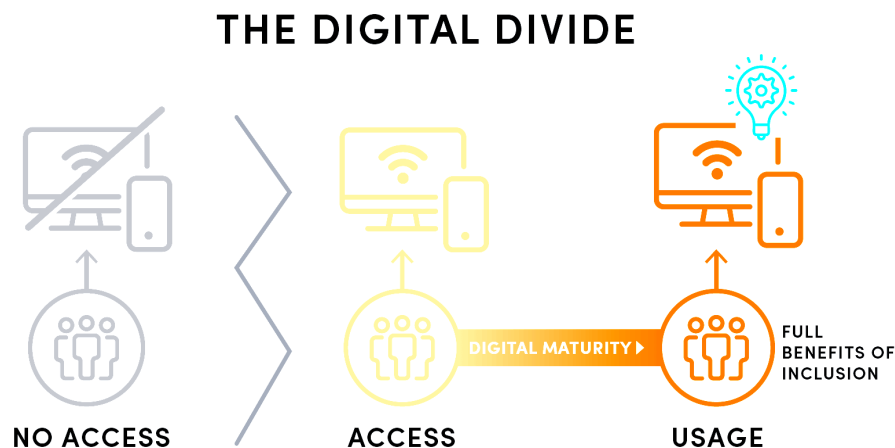 THE DIGITAL DIVIDE
DIGITAL MATURITY
FULL
BENEFITS OF
INCLUSION
NO ACCESS
ACCESS
USAGE